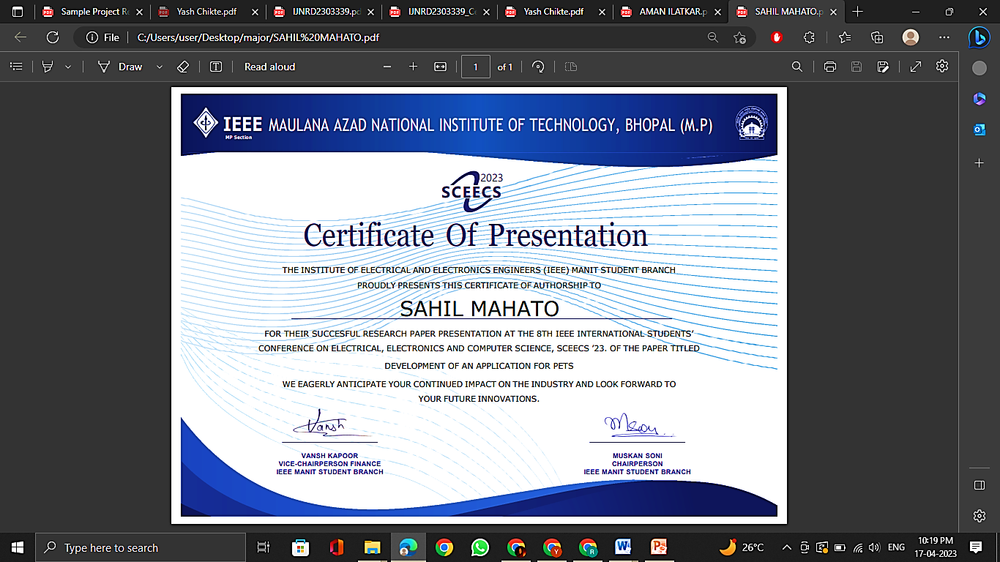 Sample Project Re
Yash Chikte.pdf
IJNRD2303339.pd
IJNRD2303339_Ce
Yash Chikte.pdf
AMAN ILATKAR.p
SAHIL MAHATO.p
File
C:/Users/user/Desktop/major/SAHIL%20MAHATO.pdf
Draw
Read aloud
1
of 1
IEEE MAULANA AZAD NATIONAL INSTITUTE OF TECHNOLOGY, BHOPAL (M.P)
MP Section
2023
SCEECS
Certificate Of Presentation
THE INSTITUTE OF ELECTRICAL AND ELECTRONICS ENGINEERS (IEEE) MANIT STUDENT BRANCH
PROUDLY PRESENTS THIS CERTIFICATE OF AUTHORSHIP TO
SAHIL MAHATO
FOR THEIR SUCCESFUL RESEARCH PAPER PRESENTATION AT THE 8TH IEEE INTERNATIONAL STUDENTS'
CONFERENCE ON ELECTRICAL, ELECTRONICS AND COMPUTER SCIENCE, SCEECS '23. OF THE PAPER TITLED
DEVELOPMENT OF AN APPLICATION FOR PETS
WE EAGERLY ANTICIPATE YOUR CONTINUED IMPACT ON THE INDUSTRY AND LOOK FORWARD TO
YOUR FUTURE INNOVATIONS.
Vansh
VANSH KAPOOR
VICE-CHAIRPERSON FINANCE
IEEE MANIT STUDENT BRANCH
MUSKAN SONI
CHAIRPERSON
IEEE MANIT STUDENT BRANCH
Type here to search
26°C
ENG
10:19 PM
17-04-2023